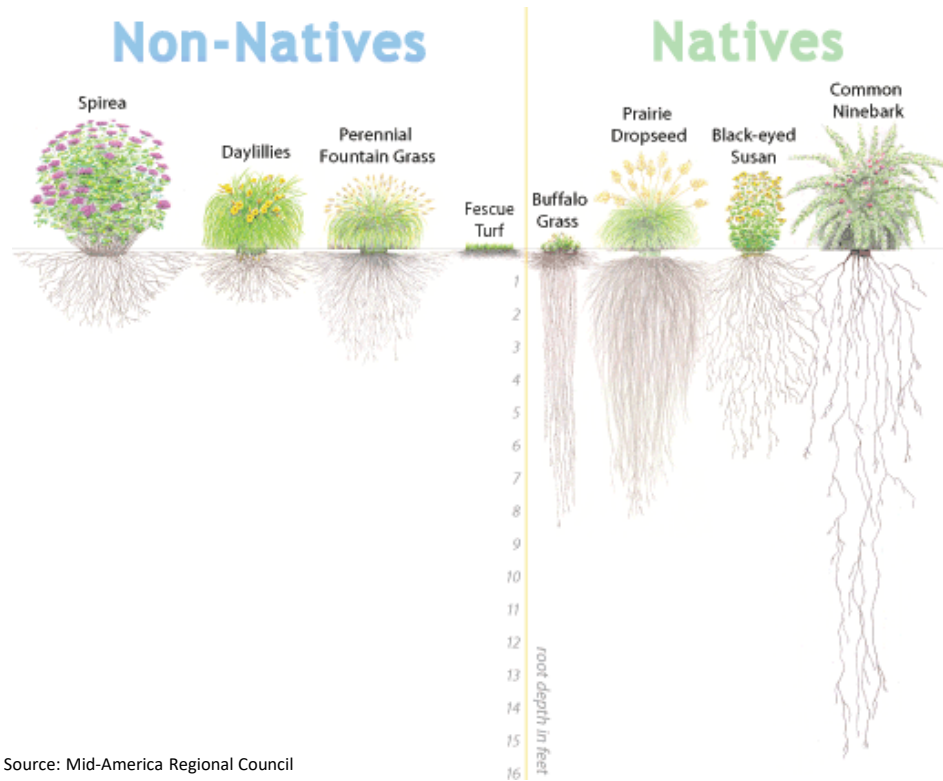 Non-Natives
Natives
Spirea
Daylillies
Perennial
Fountain Grass
Fescue
Turf
Buffalo
Grass
Prairie
Dropseed
Black-eyed
Susan
Common
Ninebark
1
2
3
4
5
6
7
8
9
10
11
12
13
14
15
16
root depth in feet
Source: Mid-America Regional Council